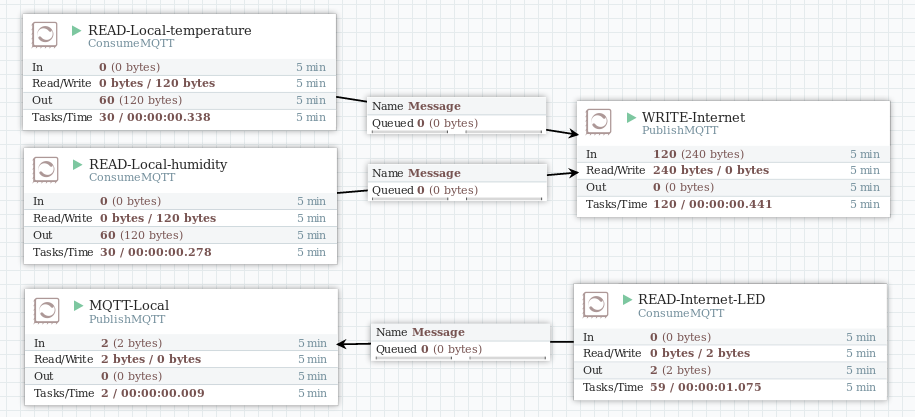 READ-Local-temperature
ConsumeMQTT
In 0 (0 bytes) 5 min
Read/Write 0 bytes / 120 bytes 5 min
Out 60 (120 bytes) 5 min
Tasks/Time 30 / 00:00:00.338 5 min
Name Message
Queued 0 (0 bytes)
READ-Local-humidity
ConsumeMQTT
In 0 (0 bytes) 5 min
Read/Write 0 bytes / 120 bytes 5 min
Out 60 (120 bytes) 5 min
Tasks/Time 30 / 00:00:00.278 5 min
Name Message
Queued 0 (0 bytes)
WRITE-Internet
PublishMQTT
In 120 (240 bytes) 5 min
Read/Write 240 bytes / 0 bytes 5 min
Out 0 (0 bytes) 5 min
Tasks/Time 120 / 00:00:00.441 5 min
MQTT-Local
PublishMQTT
In 2 (2 bytes) 5 min
Read/Write 2 bytes / 0 bytes 5 min
Out 0 (0 bytes) 5 min
Tasks/Time 2 / 00:00:00.009 5 min
Name Message
Queued 0 (0 bytes)
READ-Internet-LED
ConsumeMQTT
In 0 (0 bytes) 5 min
Read/Write 0 bytes / 2 bytes 5 min
Out 2 (2 bytes) 5 min
Tasks/Time 59 / 00:00:01.075 5 min